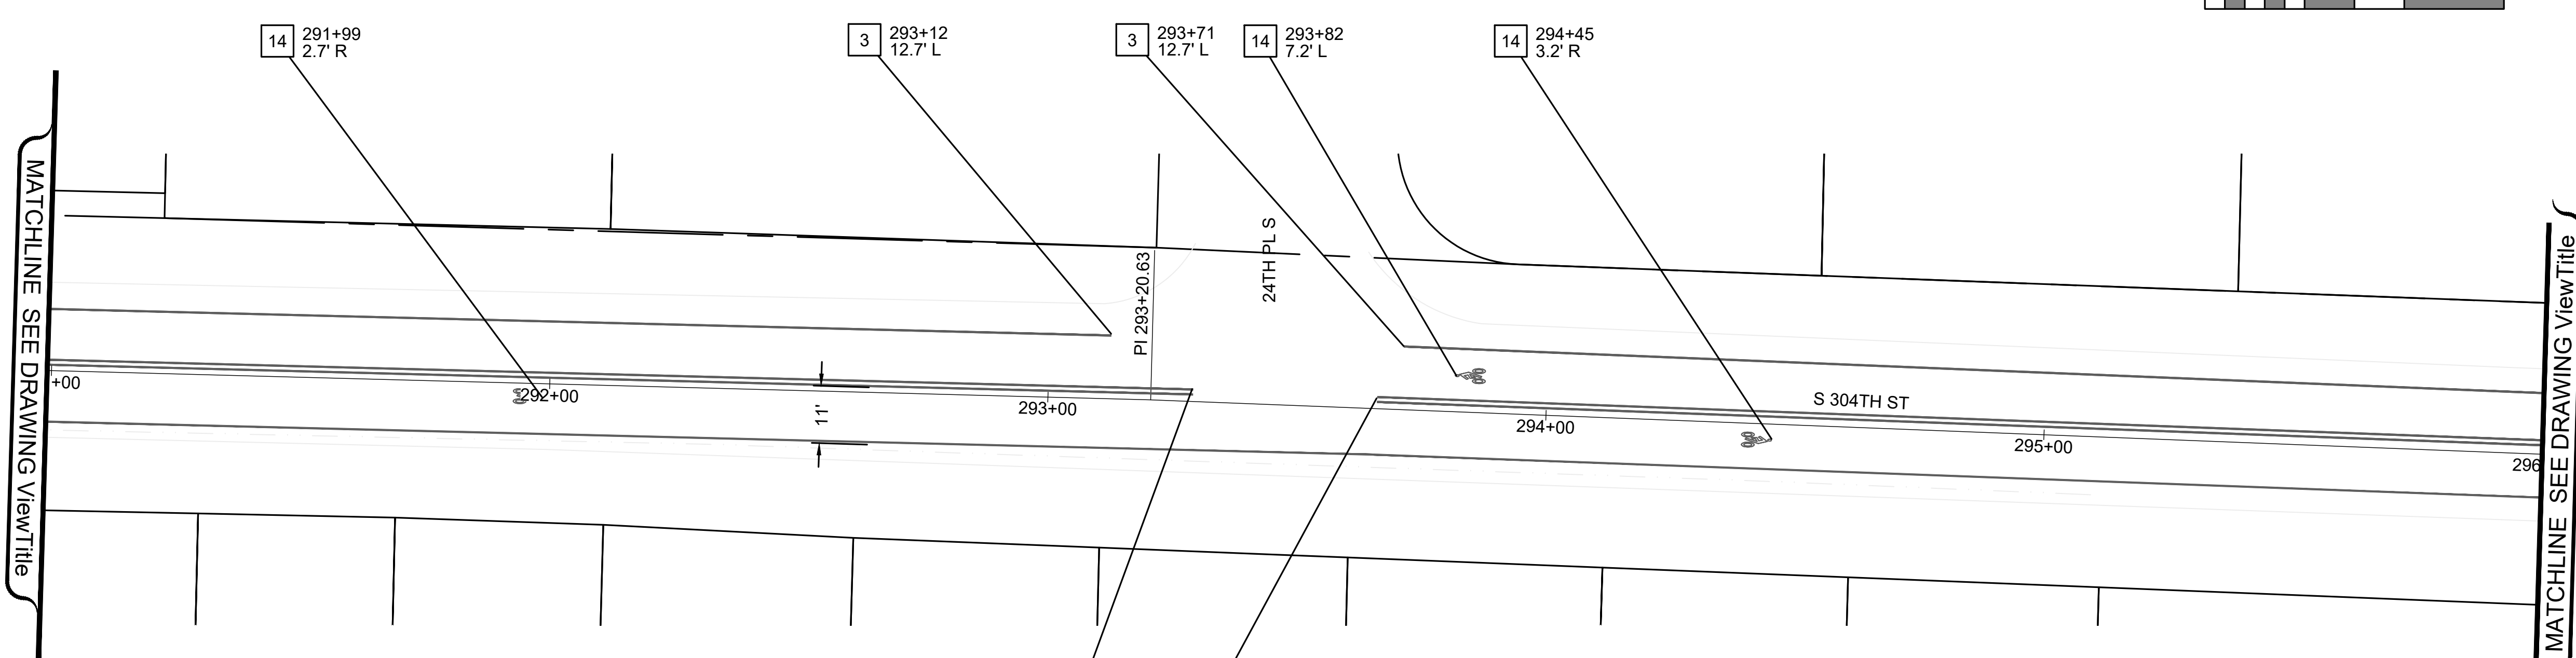 14
291+99
2.7' R
3
293+12
12.7' L
3
293+71
12.7' L
14
293+82
7.2' L
14
294+45
3.2' R
MATCHLINE SEE DRAWING ViewTitle
24TH PL S
PI 293+20.63
+00
292+00
11'
293+00
294+00
S 304TH ST
295+00
296
MATCHLINE SEE DRAWING ViewTitle